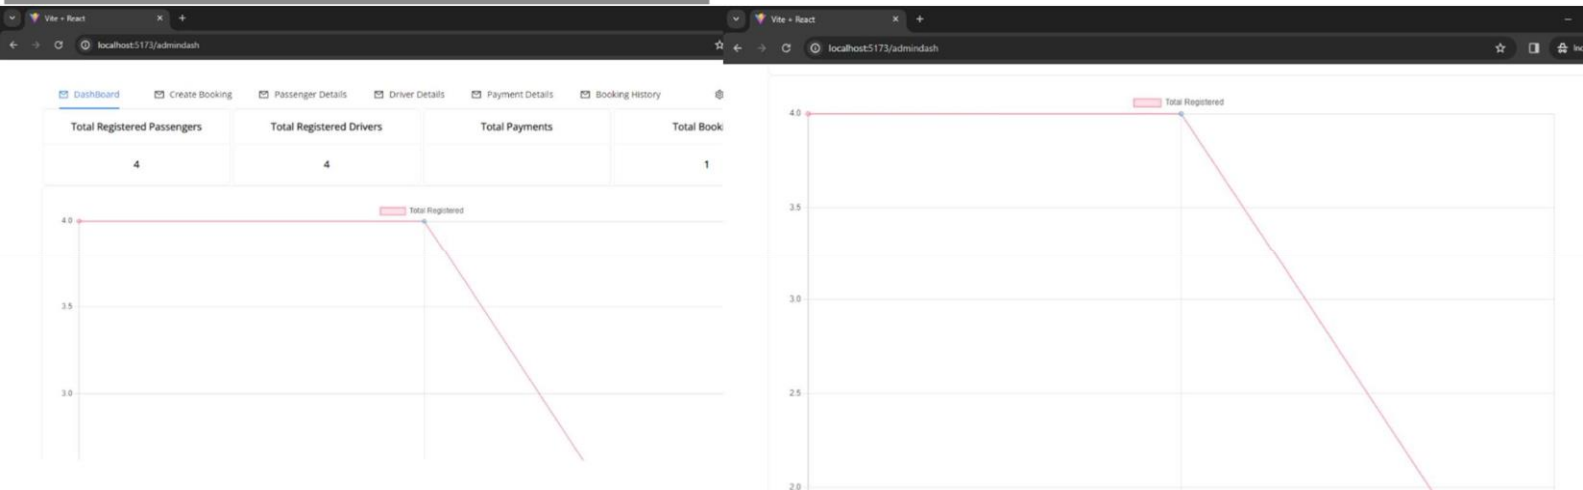 Vite + React
localhost:5173/admindash
DashBoard Create Booking Passenger Details Driver Details Payment Details Booking History
Total Registered Passengers Total Registered Drivers Total Payments Total Book
4 4 1
Total Registered
4.0
3.5
3.0
Vite + React
localhost:5173/admindash
Total Registered
4.0
3.5
3.0
2.5
2.0